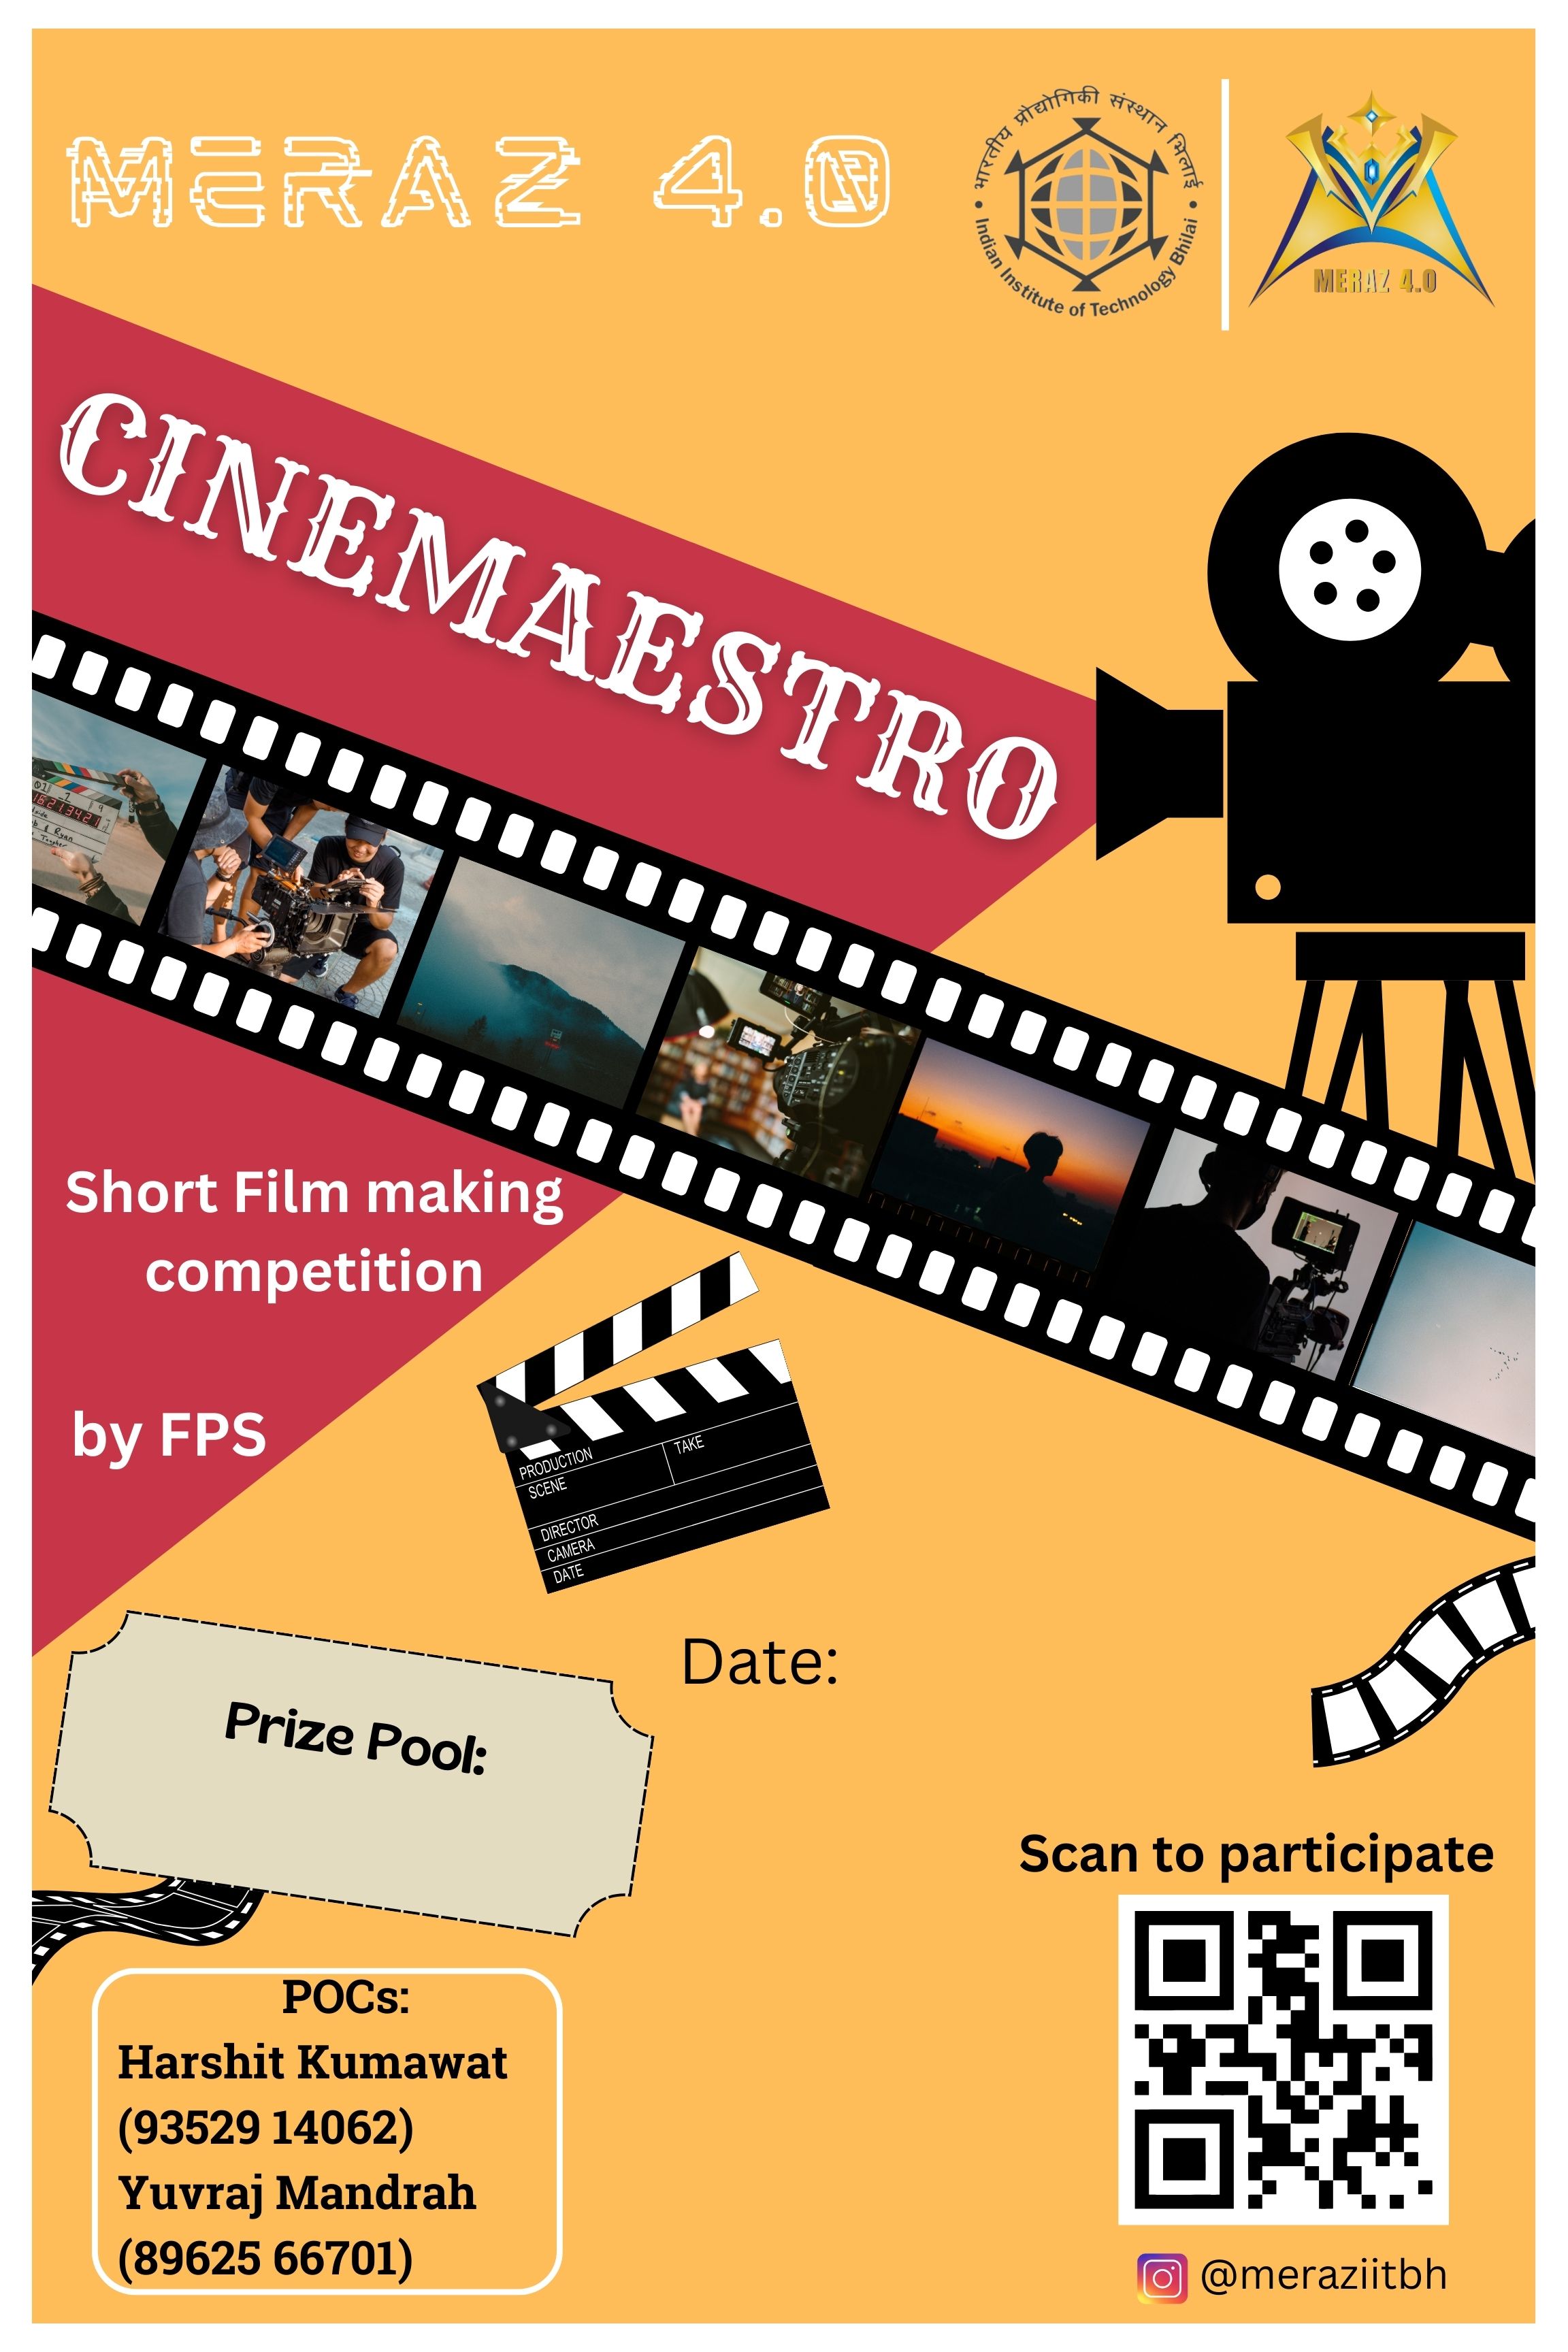 MERAZ 4.0
भारतीय प्रौद्योगिकी संस्थान भिलाई
Indian Institute of Technology Bhilai
MERAZ 4.0
CINEMAESTRO
Short Film making
competition
by FPS
PRODUCTION
TAKE
SCENE
DIRECTOR
CAMERA
DATE
Date:
Prize Pool:
Scan to participate
POCs:
Harshit Kumawat
(93529 14062)
Yuvraj Mandrah
(89625 66701)
@meraziitbh